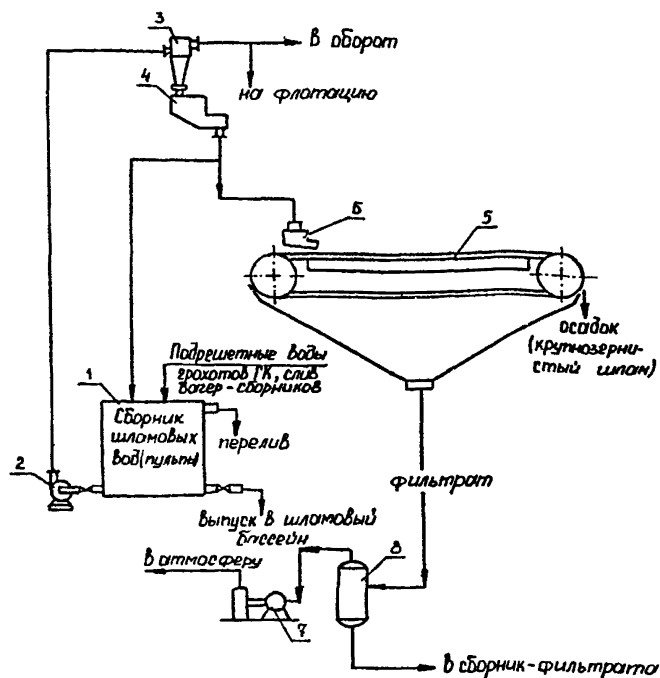 3
в оборот
4
на флотацию
6
5
осадок
(крупнозерни-
стый шлам)
Подрешетные воды
грохотов ГК, слив
багер-сборников
1
Сборник
шламовых
вод(пульпы)
перелив
2
фильтрат
выпуск в шламовый
бассейн
в атмосферу
8
7
в сборник-фильтрата